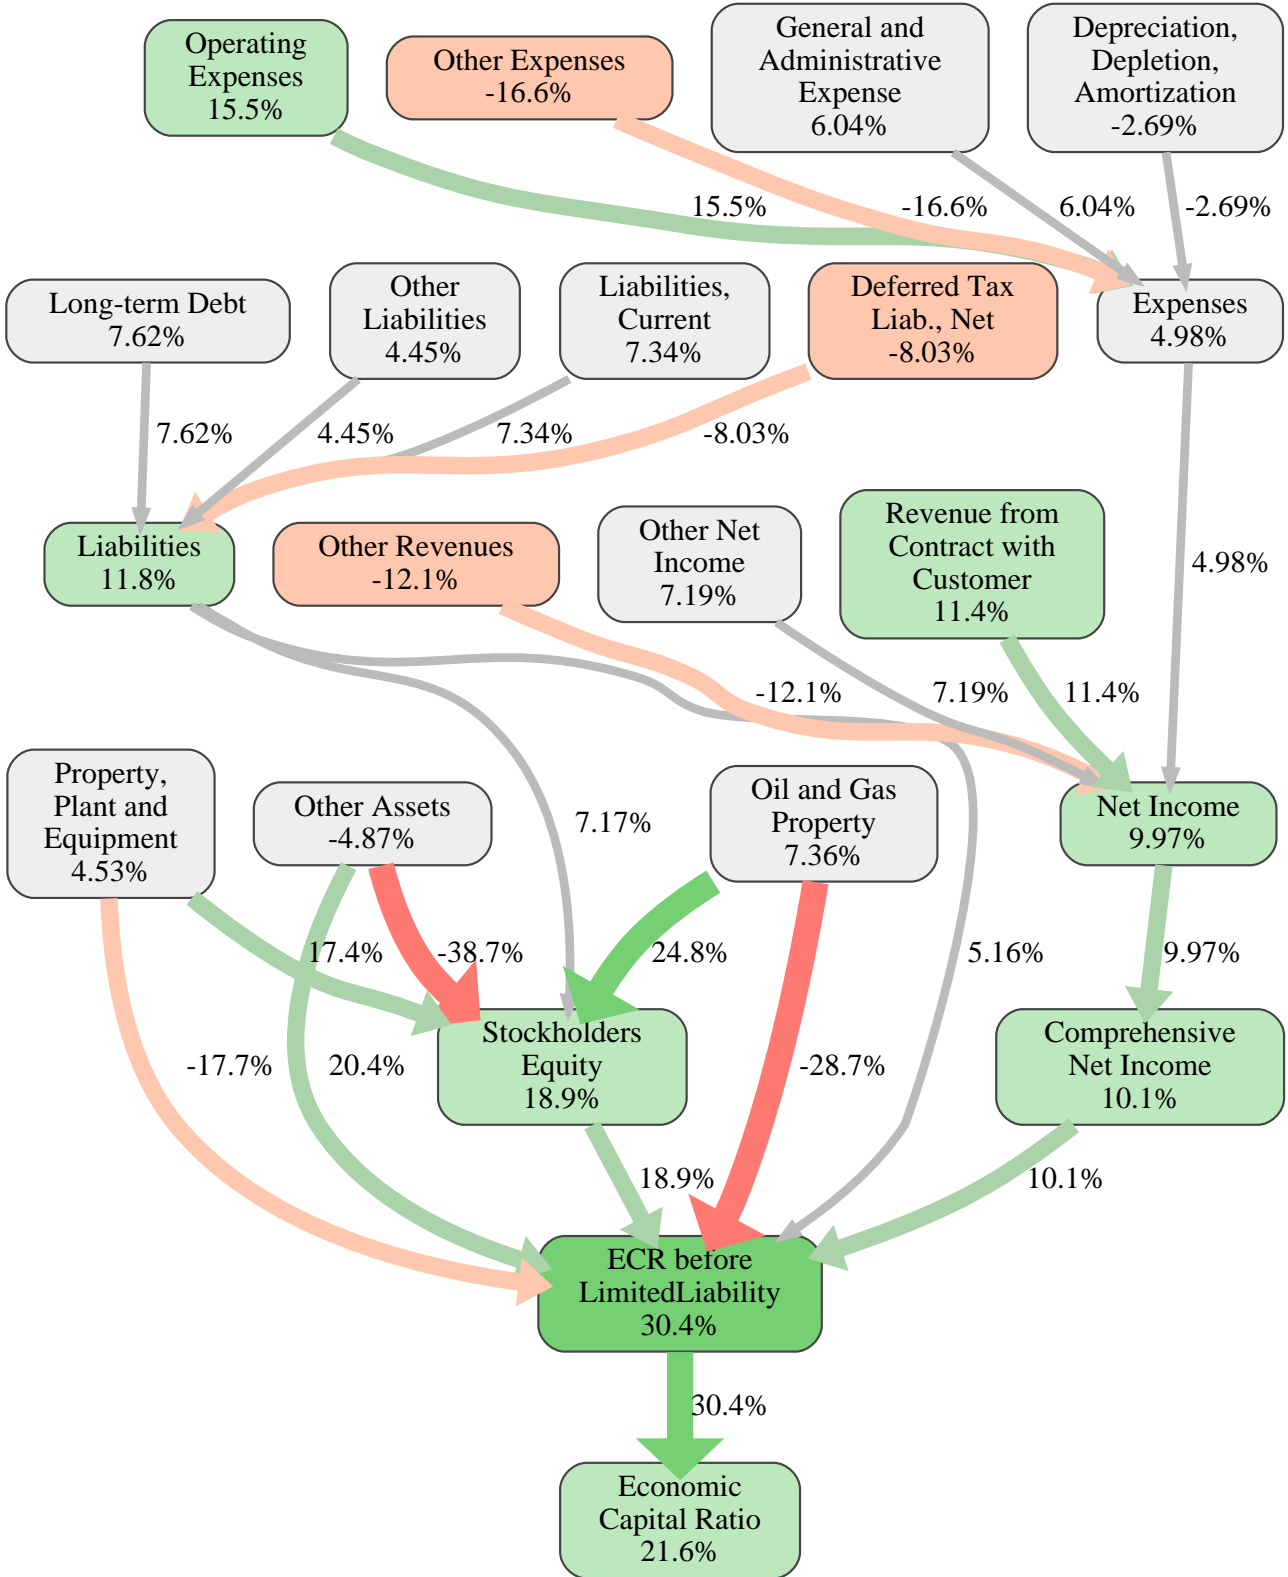 Operating
Expenses
15.5%
Other Expenses
-16.6%
General and
Administrative
Expense
6.04%
Depreciation,
Depletion,
Amortization
-2.69%
15.5%
-16.6%
6.04%
-2.69%
Long-term Debt
7.62%
Other
Liabilities
4.45%
Liabilities,
Current
7.34%
Deferred Tax
Liab., Net
-8.03%
Expenses
4.98%
7.62%
4.45%
7.34%
-8.03%
4.98%
Liabilities
11.8%
Other Revenues
-12.1%
Other Net
Income
7.19%
Revenue from
Contract with
Customer
11.4%
-12.1%
7.19%
11.4%
Property,
Plant and
Equipment
4.53%
Other Assets
-4.87%
7.17%
Oil and Gas
Property
7.36%
Net Income
9.97%
17.4%
-38.7%
24.8%
5.16%
9.97%
-17.7%
20.4%
Stockholders
Equity
18.9%
-28.7%
Comprehensive
Net Income
10.1%
18.9%
10.1%
ECR before
LimitedLiability
30.4%
30.4%
Economic
Capital Ratio
21.6%